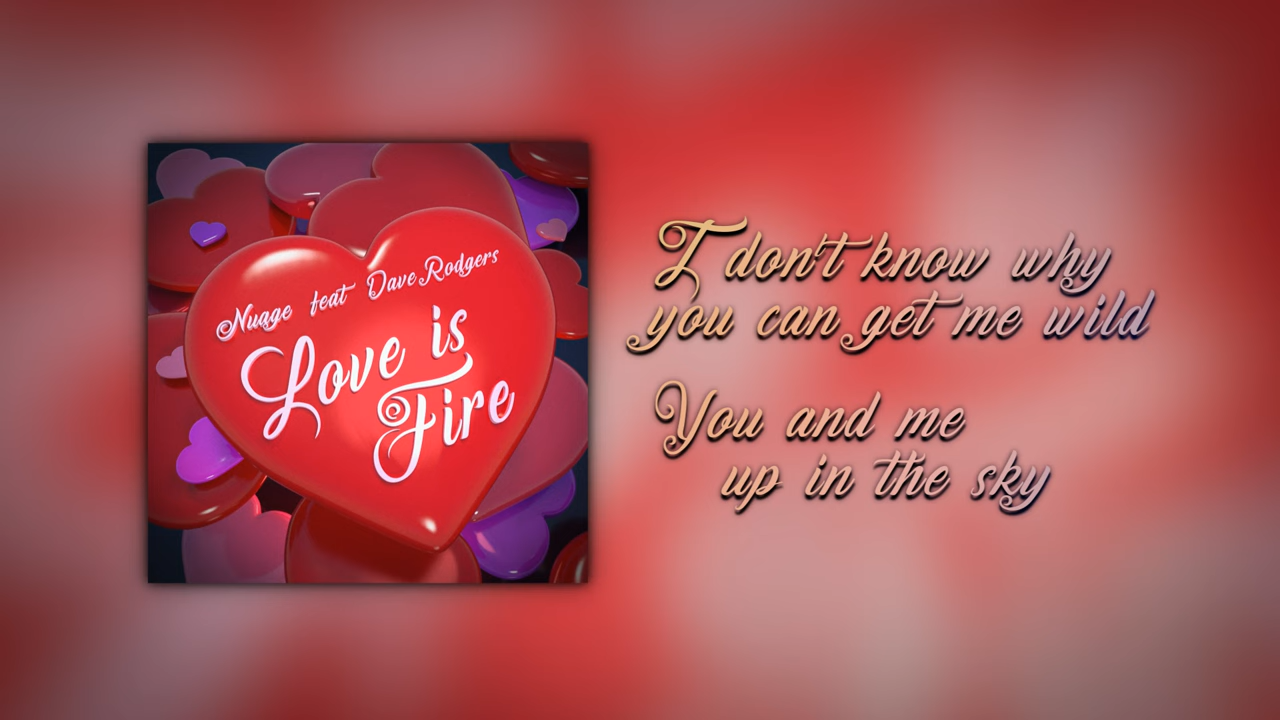 Nuage feat Dave Rodgers
Love is
Fire
I don't know why
you can get me wild
You and me
up in the sky